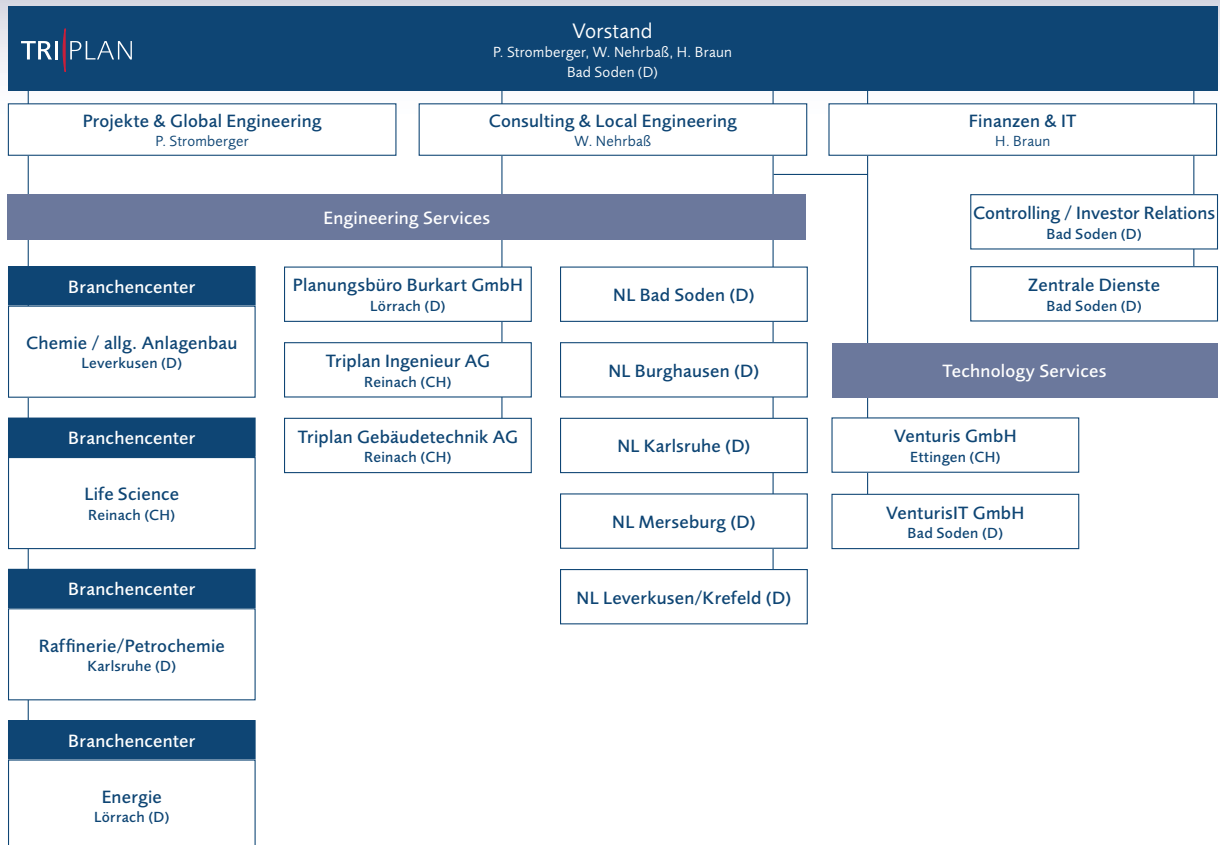 TRI PLAN
Vorstand
P. Stromberger, W. Nehrbaß, H. Braun
Bad Soden (D)
Projekte & Global Engineering
P. Stromberger
Consulting & Local Engineering
W. Nehrbaß
Finanzen & IT
H. Braun
Engineering Services
Controlling / Investor Relations
Bad Soden (D)
Zentrale Dienste
Bad Soden (D)
Branchencenter
Chemie / allg. Anlagenbau
Leverkusen (D)
Branchencenter
Life Science
Reinach (CH)
Branchencenter
Raffinerie/Petrochemie
Karlsruhe (D)
Branchencenter
Energie
Lörrach (D)
Planungsbüro Burkart GmbH
Lörrach (D)
Triplan Ingenieur AG
Reinach (CH)
Triplan Gebäudetechnik AG
Reinach (CH)
NL Bad Soden (D)
NL Burghausen (D)
NL Karlsruhe (D)
NL Merseburg (D)
NL Leverkusen/Krefeld (D)
Technology Services
Venturis GmbH
Ettingen (CH)
VenturisIT GmbH
Bad Soden (D)